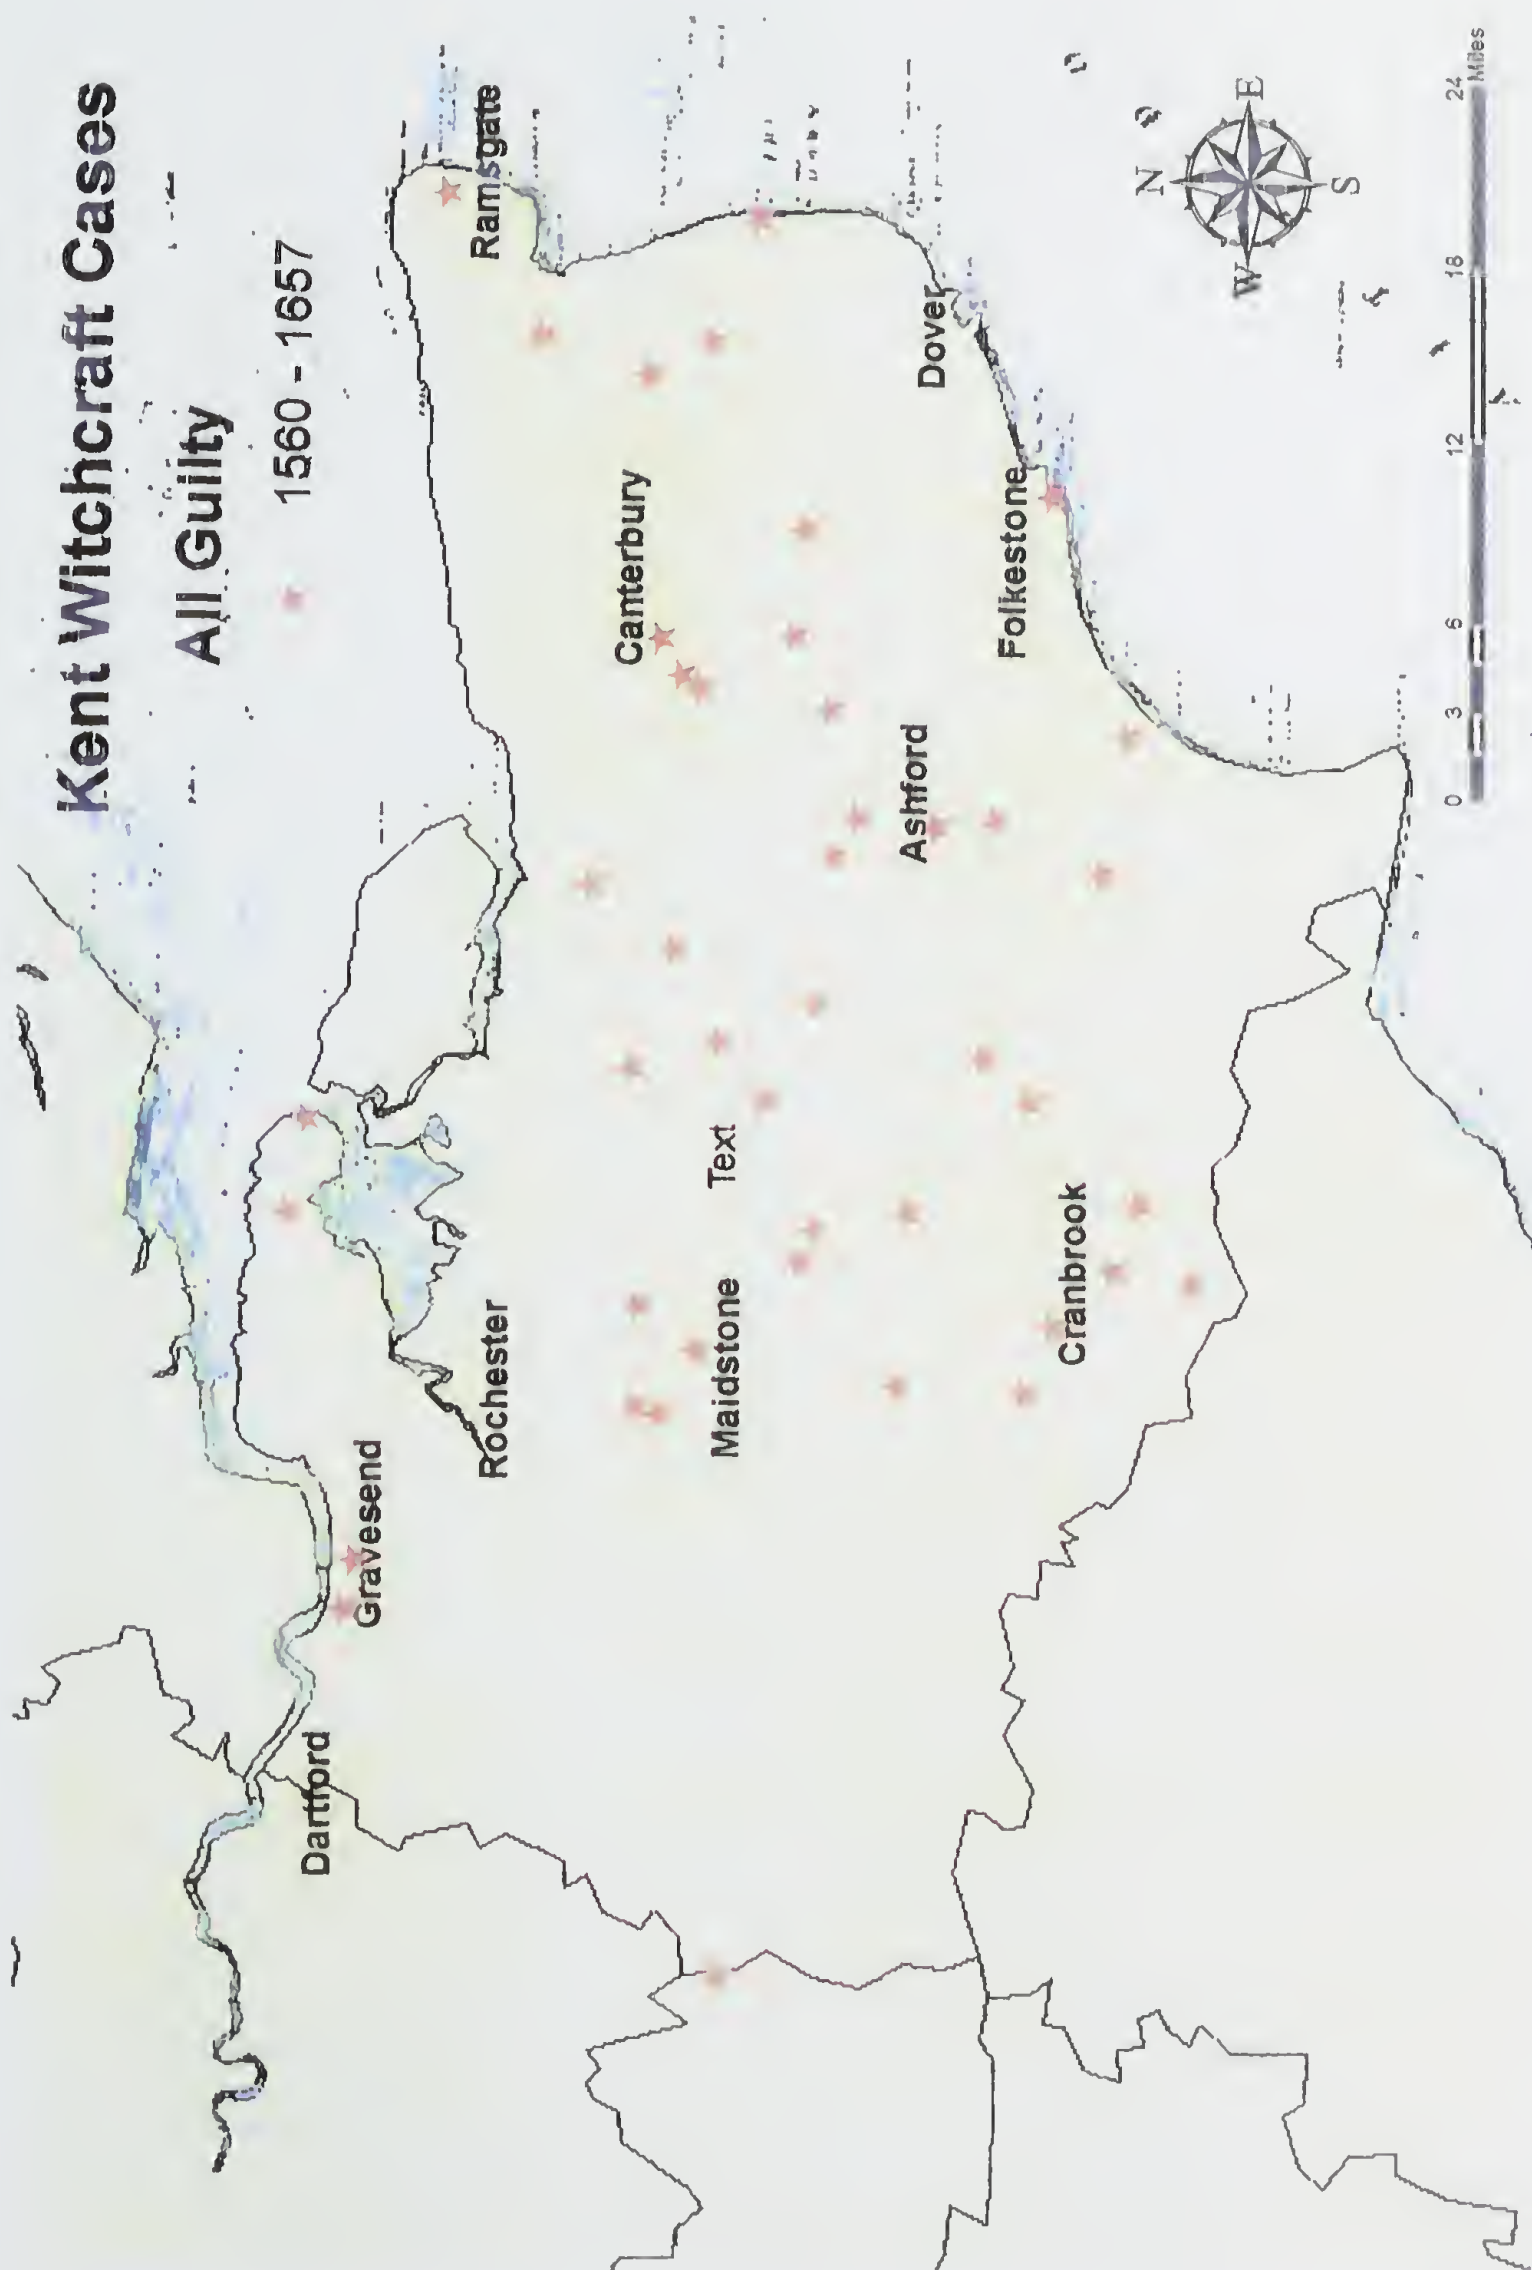 Kent Witchcraft Cases
All Guilty
1560 - 1657
Ramsgate
Gravesend
Dartford
Rochester
Canterbury
Maidstone
Text
Ashford
Dover
Folkestone
Cranbrook
N
W
E
S
0 3 6 12 18 24
Miles